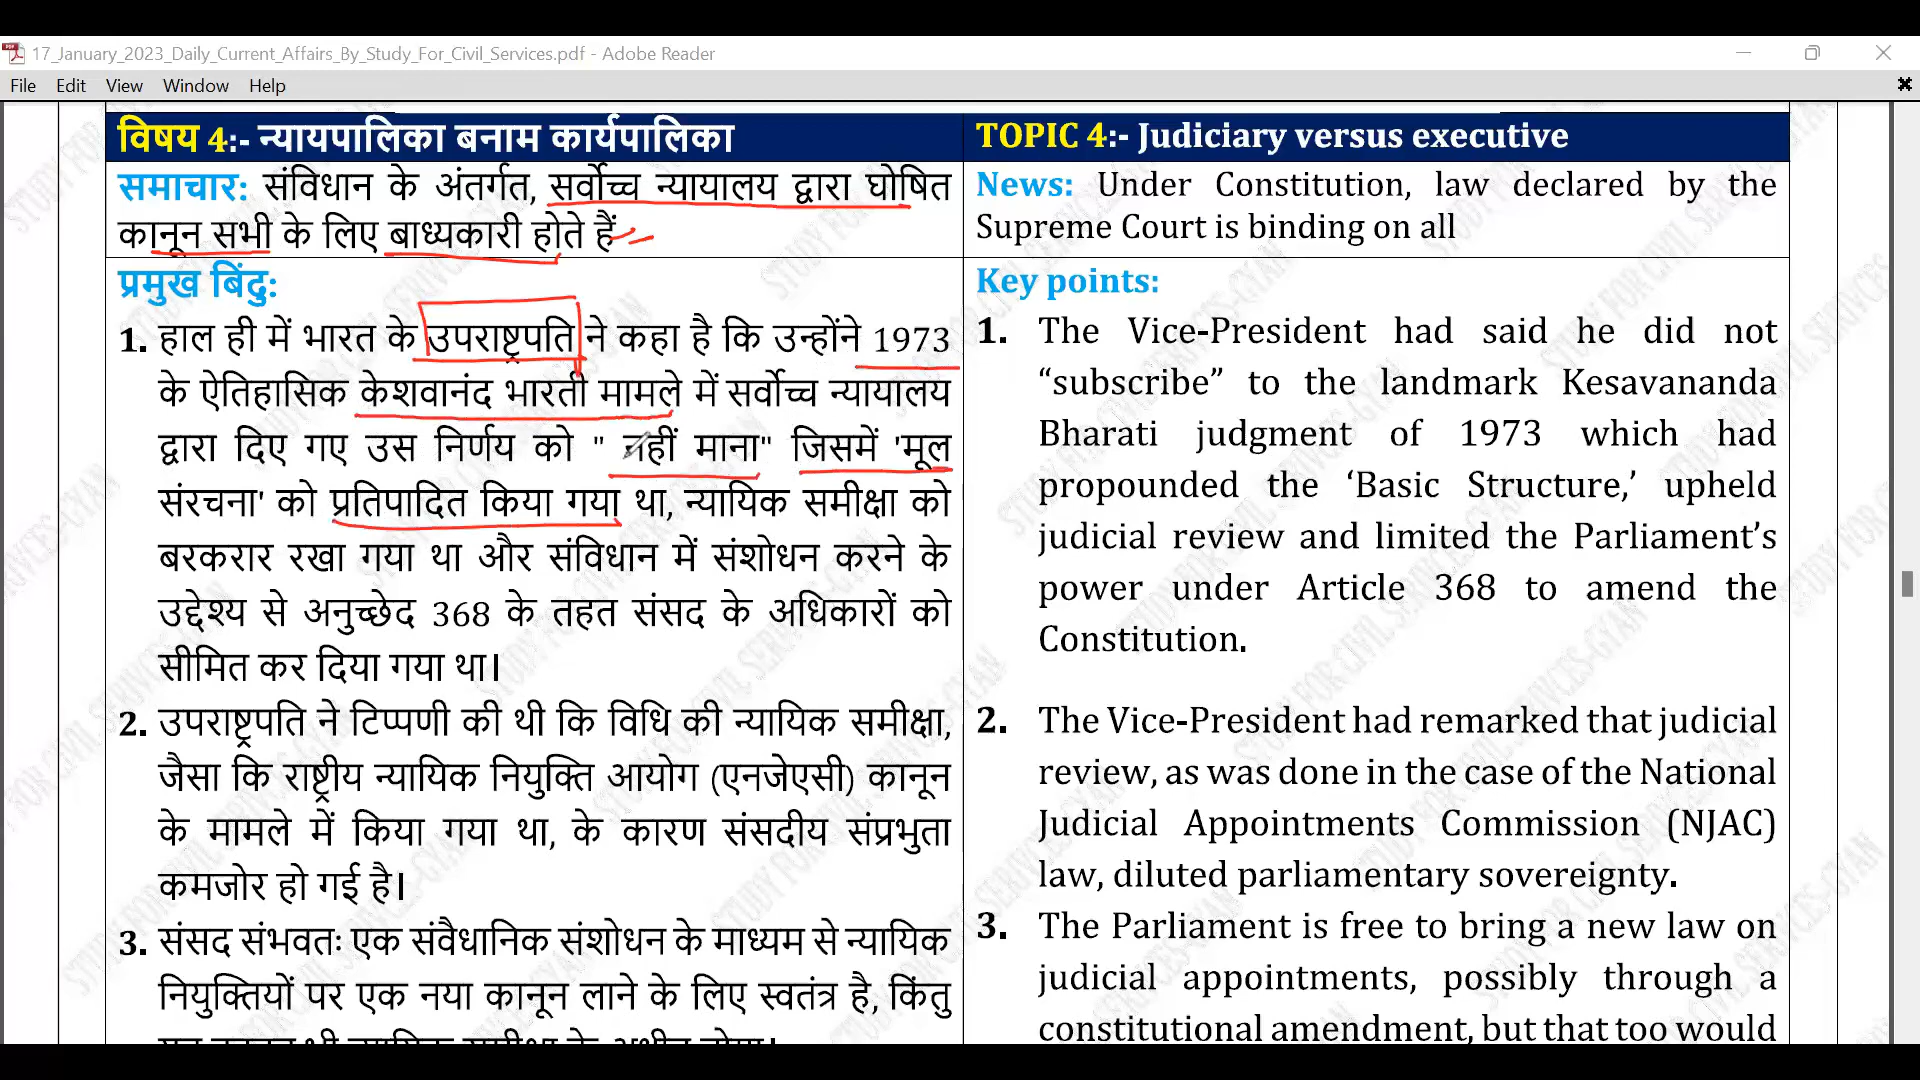 17_January_2023_Daily_Current_Affairs_By_Study_For_Civil_Services.pdf - Adobe Reader
File Edit View Window Help
विषय 4:- न्यायपालिका बनाम कार्यपालिका
समाचार: संविधान के अंतर्गत, सर्वोच्च न्यायालय द्वारा घोषित
कानून सभी के लिए बाध्यकारी होते हैं
प्रमुख बिंदु:
1. हाल ही में भारत के उपराष्ट्रपति ने कहा है कि उन्होंने 1973
के ऐतिहासिक केशवानंद भारती मामले में सर्वोच्च न्यायालय
द्वारा दिए गए उस निर्णय को " नहीं माना" जिसमें 'मूल
संरचना' को प्रतिपादित किया गया था, न्यायिक समीक्षा को
बरकरार रखा गया था और संविधान में संशोधन करने के
उद्देश्य से अनुच्छेद 368 के तहत संसद के अधिकारों को
सीमित कर दिया गया था।
2. उपराष्ट्रपति ने टिप्पणी की थी कि विधि की न्यायिक समीक्षा,
जैसा कि राष्ट्रीय न्यायिक नियुक्ति आयोग (एनजेएसी) कानून
के मामले में किया गया था, के कारण संसदीय संप्रभुता
कमजोर हो गई है।
3. संसद संभवतः एक संवैधानिक संशोधन के माध्यम से न्यायिक
नियुक्तियों पर एक नया कानून लाने के लिए स्वतंत्र है, किंतु
TOPIC 4:- Judiciary versus executive
News: Under Constitution, law declared by the
Supreme Court is binding on all
Key points:
1. The Vice-President had said he did not
“subscribe” to the landmark Kesavananda
Bharati judgment of 1973 which had
propounded the ‘Basic Structure,’ upheld
judicial review and limited the Parliament’s
power under Article 368 to amend the
Constitution.
2. The Vice-President had remarked that judicial
review, as was done in the case of the National
Judicial Appointments Commission (NJAC)
law, diluted parliamentary sovereignty.
3. The Parliament is free to bring a new law on
judicial appointments, possibly through a
constitutional amendment, but that too would